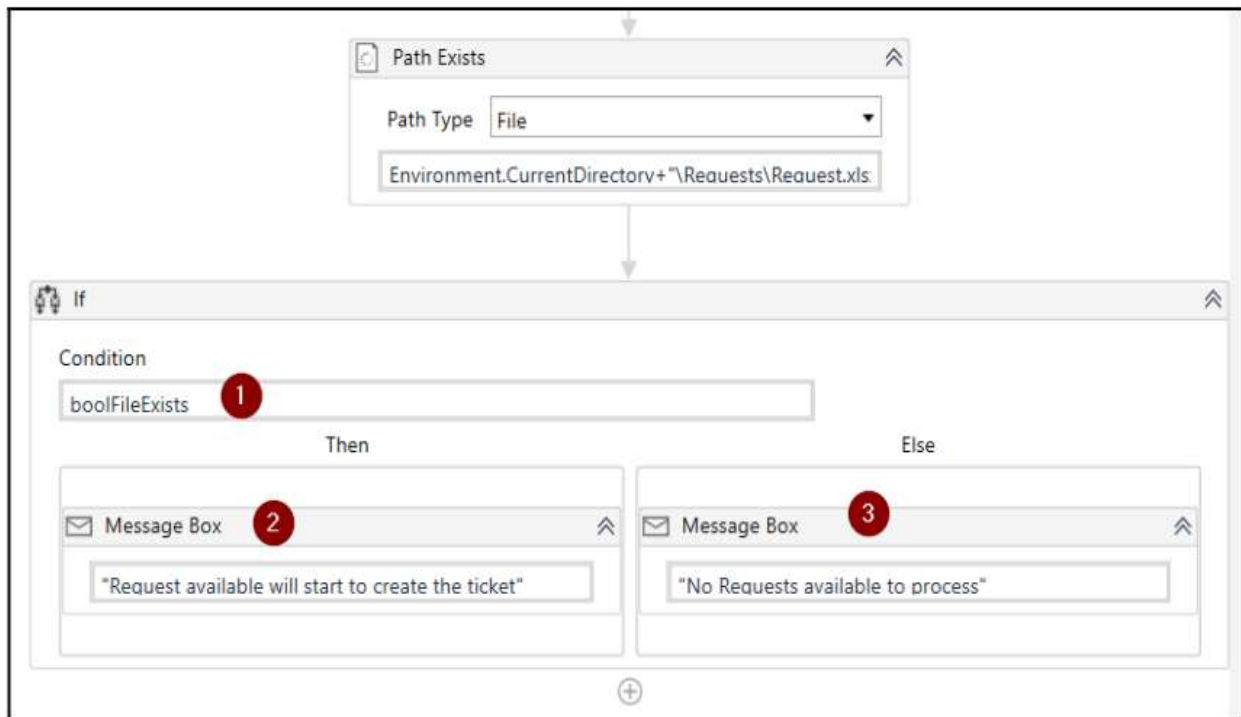 Path Exists
Path Type File
Environment.CurrentDirectory+"\Requests\Request.xls
If
Condition
boolFileExists 1
Then Else
Message Box 2 Message Box 3
"Request available will start to create the ticket" "No Requests available to process"